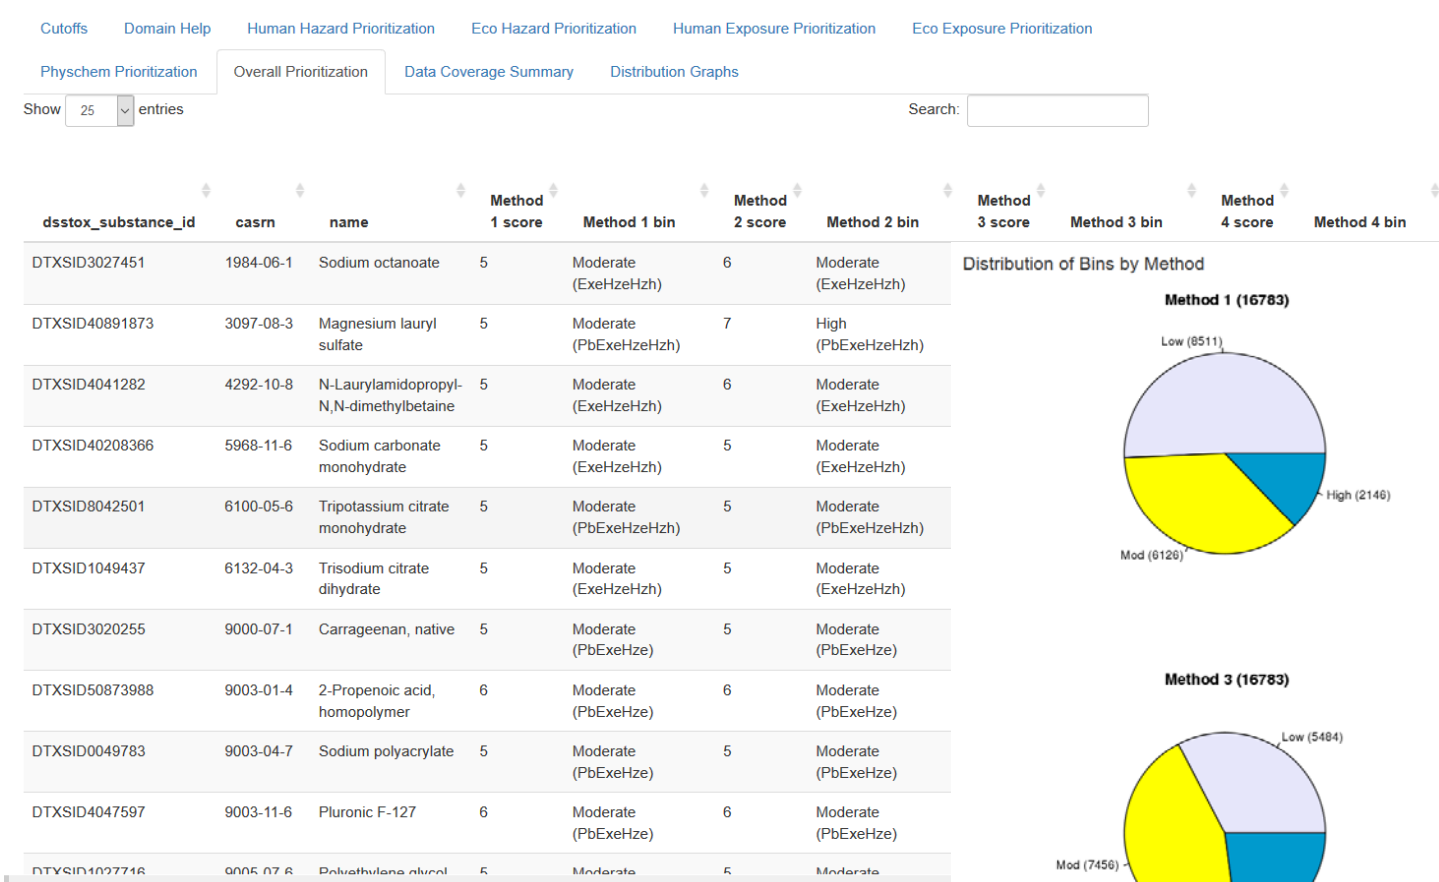 Cutoffs Domain Help Human Hazard Prioritization Eco Hazard Prioritization Human Exposure Prioritization Eco Exposure Prioritization
Physchem Prioritization Overall Prioritization Data Coverage Summary Distribution Graphs
Show 25 entries Search:
dsstox_substance_id casrn name Method 1 score Method 1 bin Method 2 score Method 2 bin Method 3 score Method 3 bin Method 4 score Method 4 bin
DTXSID3027451 1984-06-1 Sodium octanoate 5 Moderate 6 Moderate
(ExeHzeHzh) (ExeHzeHzh)
DTXSID40891873 3097-08-3 Magnesium lauryl 5 Moderate 7 High
sulfate (PbExeHzeHzh) (PbExeHzeHzh)
DTXSID4041282 4292-10-8 N-Laurylamidopropyl- 5 Moderate 6 Moderate
N,N-dimethylbetaine (ExeHzeHzh) (ExeHzeHzh)
DTXSID40208366 5968-11-6 Sodium carbonate 5 Moderate 5 Moderate
monohydrate (ExeHzeHzh) (ExeHzeHzh)
DTXSID8042501 6100-05-6 Tripotassium citrate 5 Moderate 5 Moderate
monohydrate (PbExeHzeHzh) (PbExeHzeHzh)
DTXSID1049437 6132-04-3 Trisodium citrate 5 Moderate 5 Moderate
dihydrate (ExeHzeHzh) (ExeHzeHzh)
DTXSID3020255 9000-07-1 Carrageenan, native 5 Moderate 5 Moderate
(PbExeHze) (PbExeHze)
DTXSID50873988 9003-01-4 2-Propenoic acid, 6 Moderate 6 Moderate
homopolymer (PbExeHze) (PbExeHze)
DTXSID0049783 9003-04-7 Sodium polyacrylate 5 Moderate 5 Moderate
(PbExeHze) (PbExeHze)
DTXSID4047597 9003-11-6 Pluronic F-127 6 Moderate 6 Moderate
(PbExeHze) (PbExeHze)
DTXSID1027716 9005-07-6 Polyethylene glycol 5 Moderate 5 Moderate
Distribution of Bins by Method
Method 1 (16783)
Low (8511)
High (2146)
Mod (6126)
Method 3 (16783)
Low (5484)
Mod (7456)